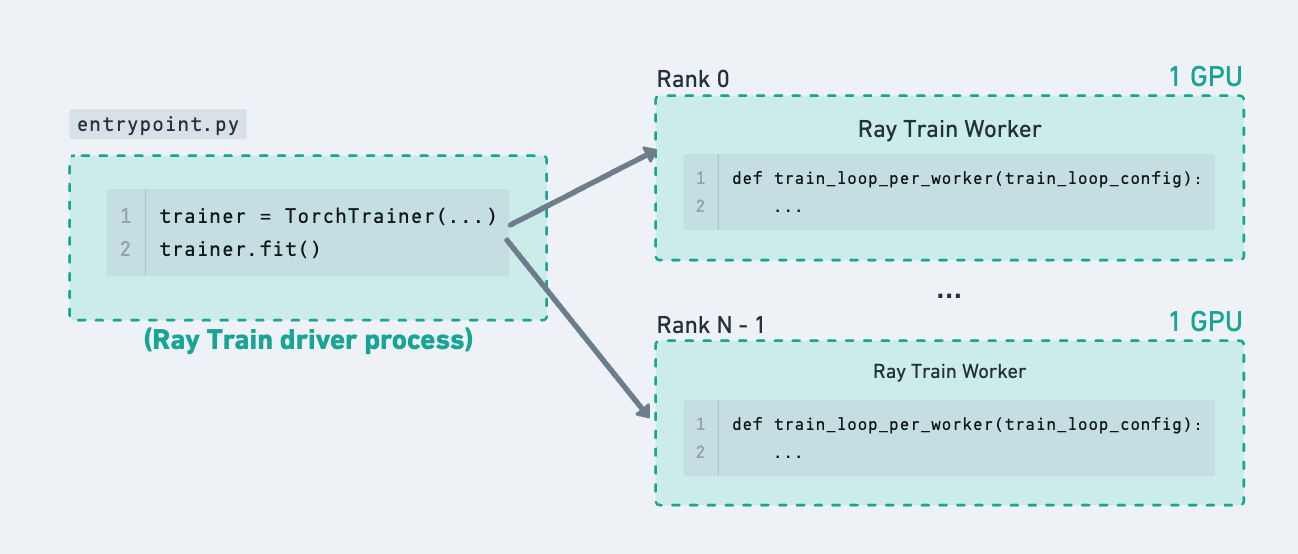 entrypoint.py
1 trainer = TorchTrainer(...)
2 trainer.fit()
(Ray Train driver process)
Rank 0
1 GPU
Ray Train Worker
1 def train_loop_per_worker(train_loop_config):
2 ...
...
Rank N - 1
1 GPU
Ray Train Worker
1 def train_loop_per_worker(train_loop_config):
2 ...